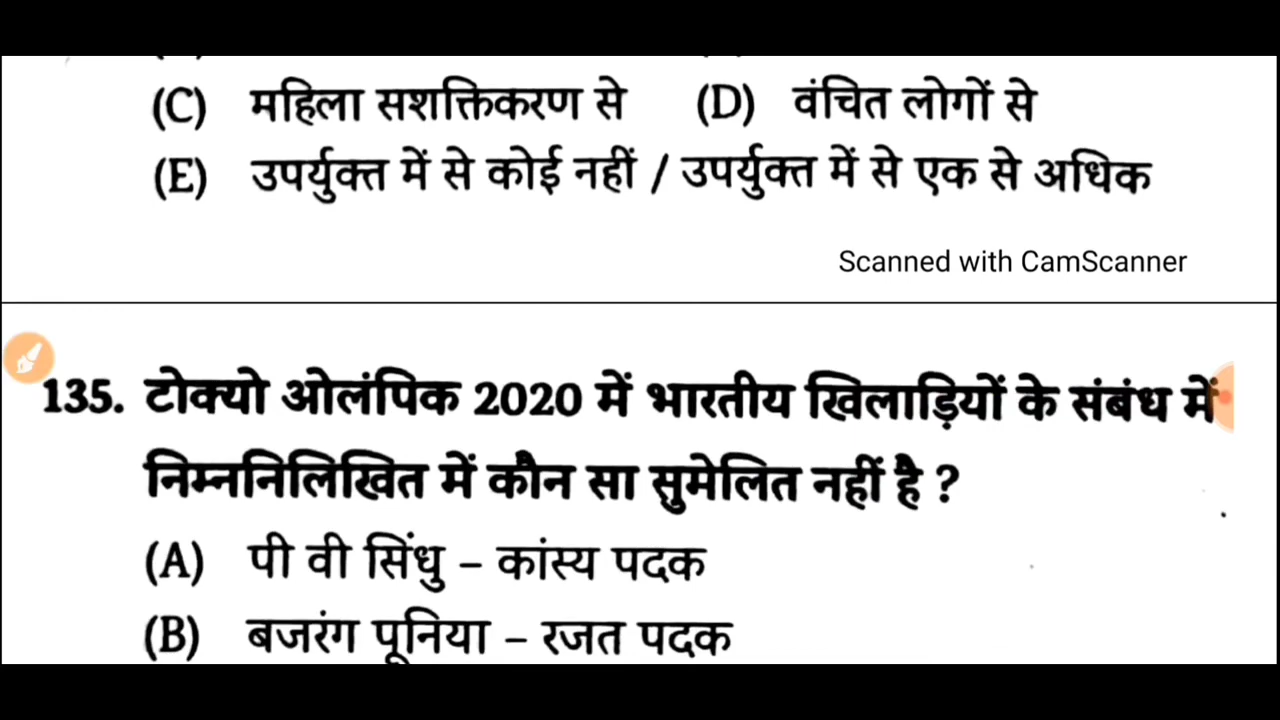 (C) महिला सशक्तिकरण से (D) वंचित लोगों से
(E) उपर्युक्त में से कोई नहीं / उपर्युक्त में से एक से अधिक
Scanned with CamScanner
135. टोक्यो ओलंपिक 2020 में भारतीय खिलाड़ियों के संबंध में
निम्ननिलिखित में कौन सा सुमेलित नहीं है ?
(A) पी वी सिंधु – कांस्य पदक
(B) बजरंग पूनिया – रजत पदक